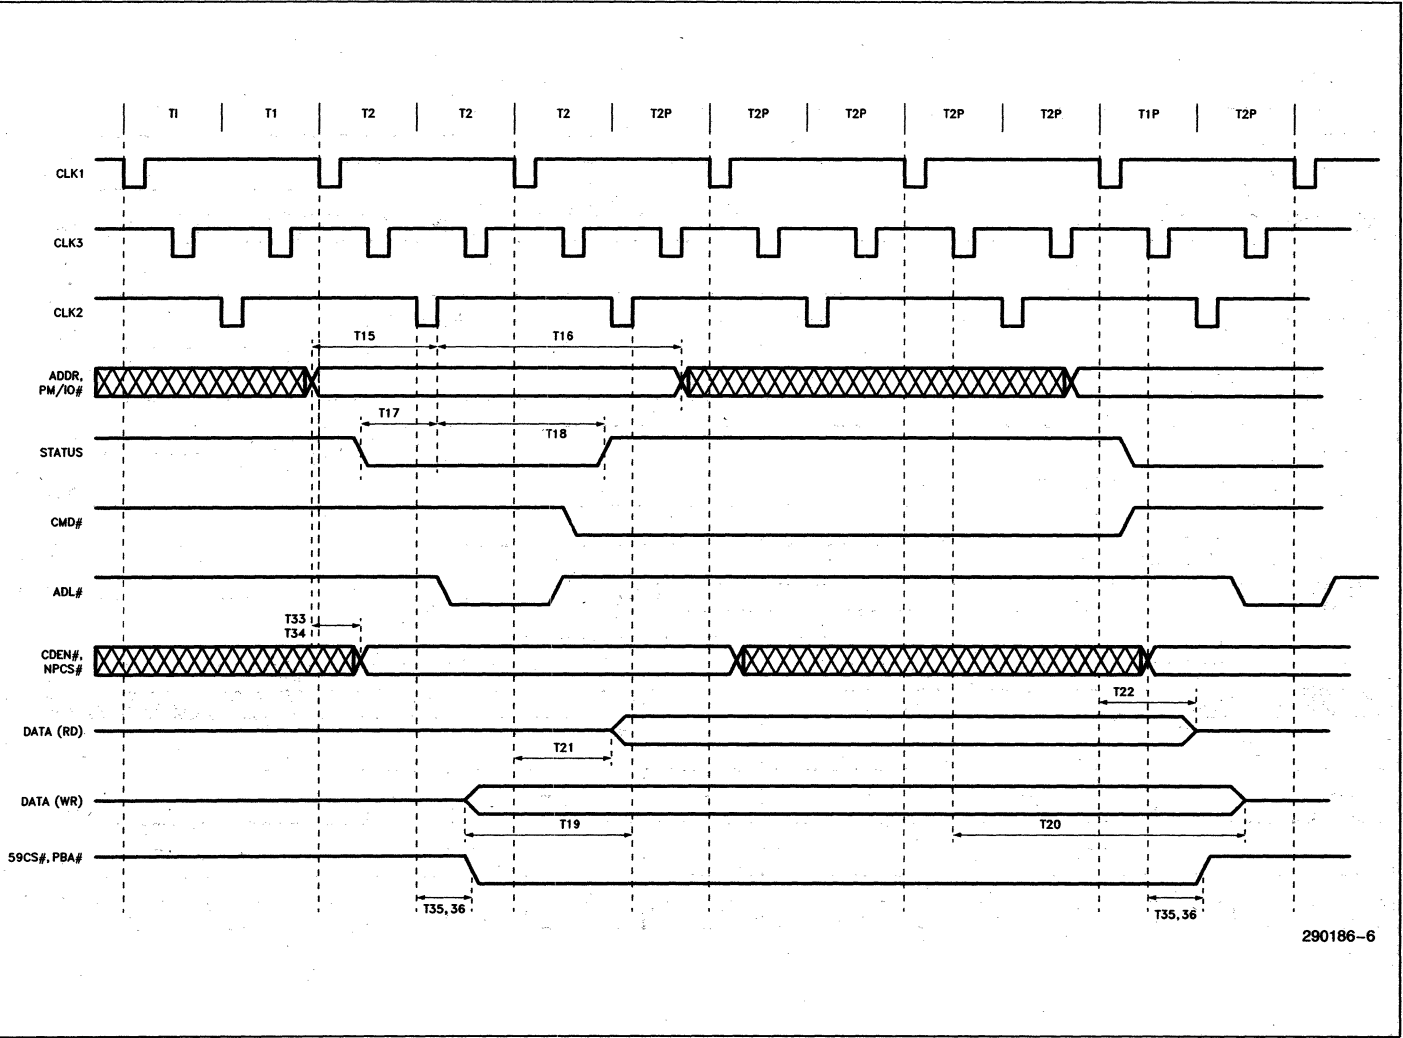 TI T1 T2 T2 T2 T2P T2P T2P T2P T2P T1P T2P
CLK1
CLK3
CLK2
T15 T16
ADDR,
PM/IO#
T17
T18
STATUS
CMD#
ADL#
T33
T34
CDEN#,
NPCS#
T22
DATA (RD)
T21
DATA (WR)
T19 T20
59CS#, PBA#
T35, 36 T35, 36
290186-6